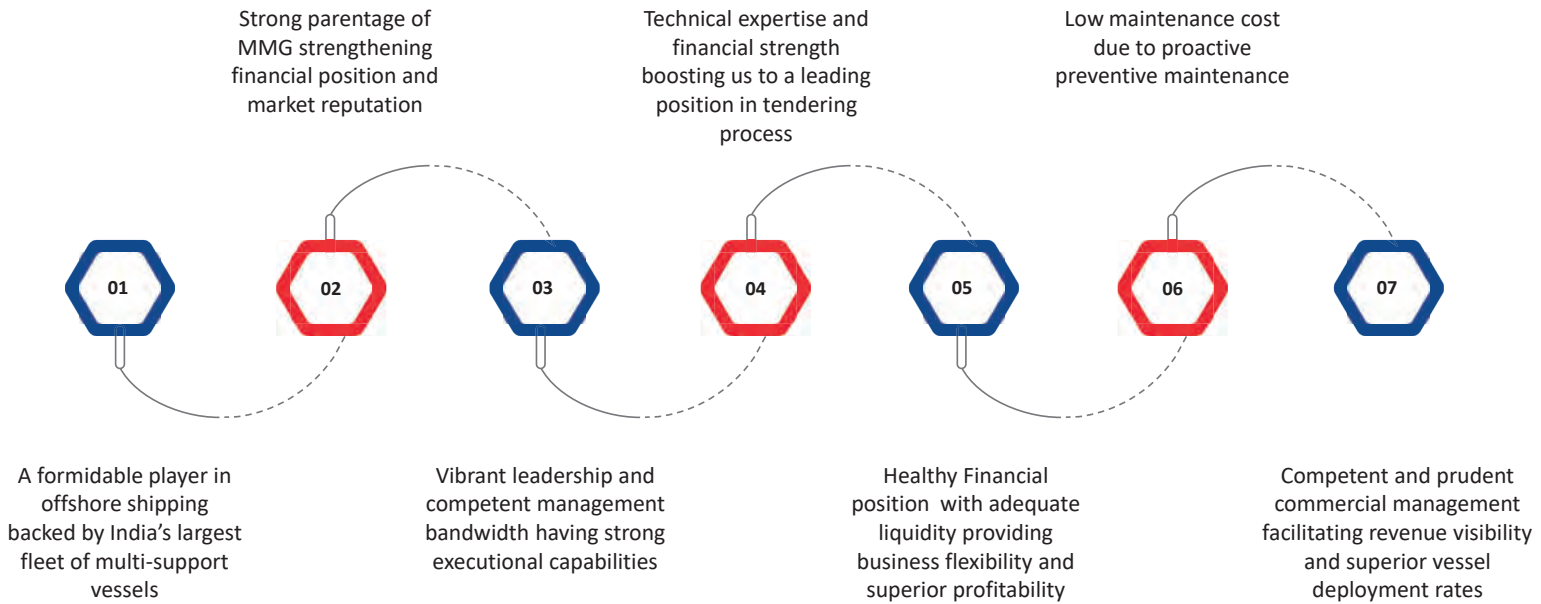 Strong parentage of
MMG strengthening
financial position and
market reputation
Technical expertise and
financial strength
boosting us to a leading
position in tendering
process
Low maintenance cost
due to proactive
preventive maintenance
01
02
03
04
05
06
07
A formidable player in
offshore shipping
backed by India’s largest
fleet of multi-support
vessels
Vibrant leadership and
competent management
bandwidth having strong
executional capabilities
Healthy Financial
position  with adequate
liquidity providing
business flexibility and
superior profitability
Competent and prudent
commercial management
facilitating revenue visibility
and superior vessel
deployment rates